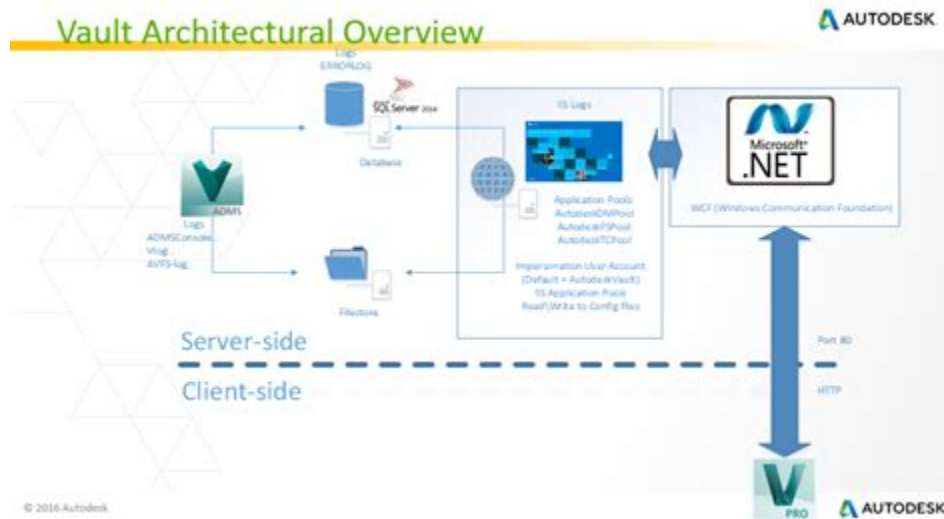 Vault Architectural Overview
AUTODESK
Logs
ERRORLOG
SQL Server 2014
Database
ADMS
Logs
ADMSConsole
Vlog
AVFS-log
Filestore
IIS Logs
Application Pools
AutodeskDMPool
AutodeskFSPool
AutodeskTCPool
Impersonation User Account
(Default = AutodeskVault)
IIS Application Pools
Read\Write to Config files
Microsoft
.NET
WCF (Windows Communication Foundation)
Server-side
Port 80
Client-side
HTTP
PRO
© 2016 Autodesk
AUTODESK